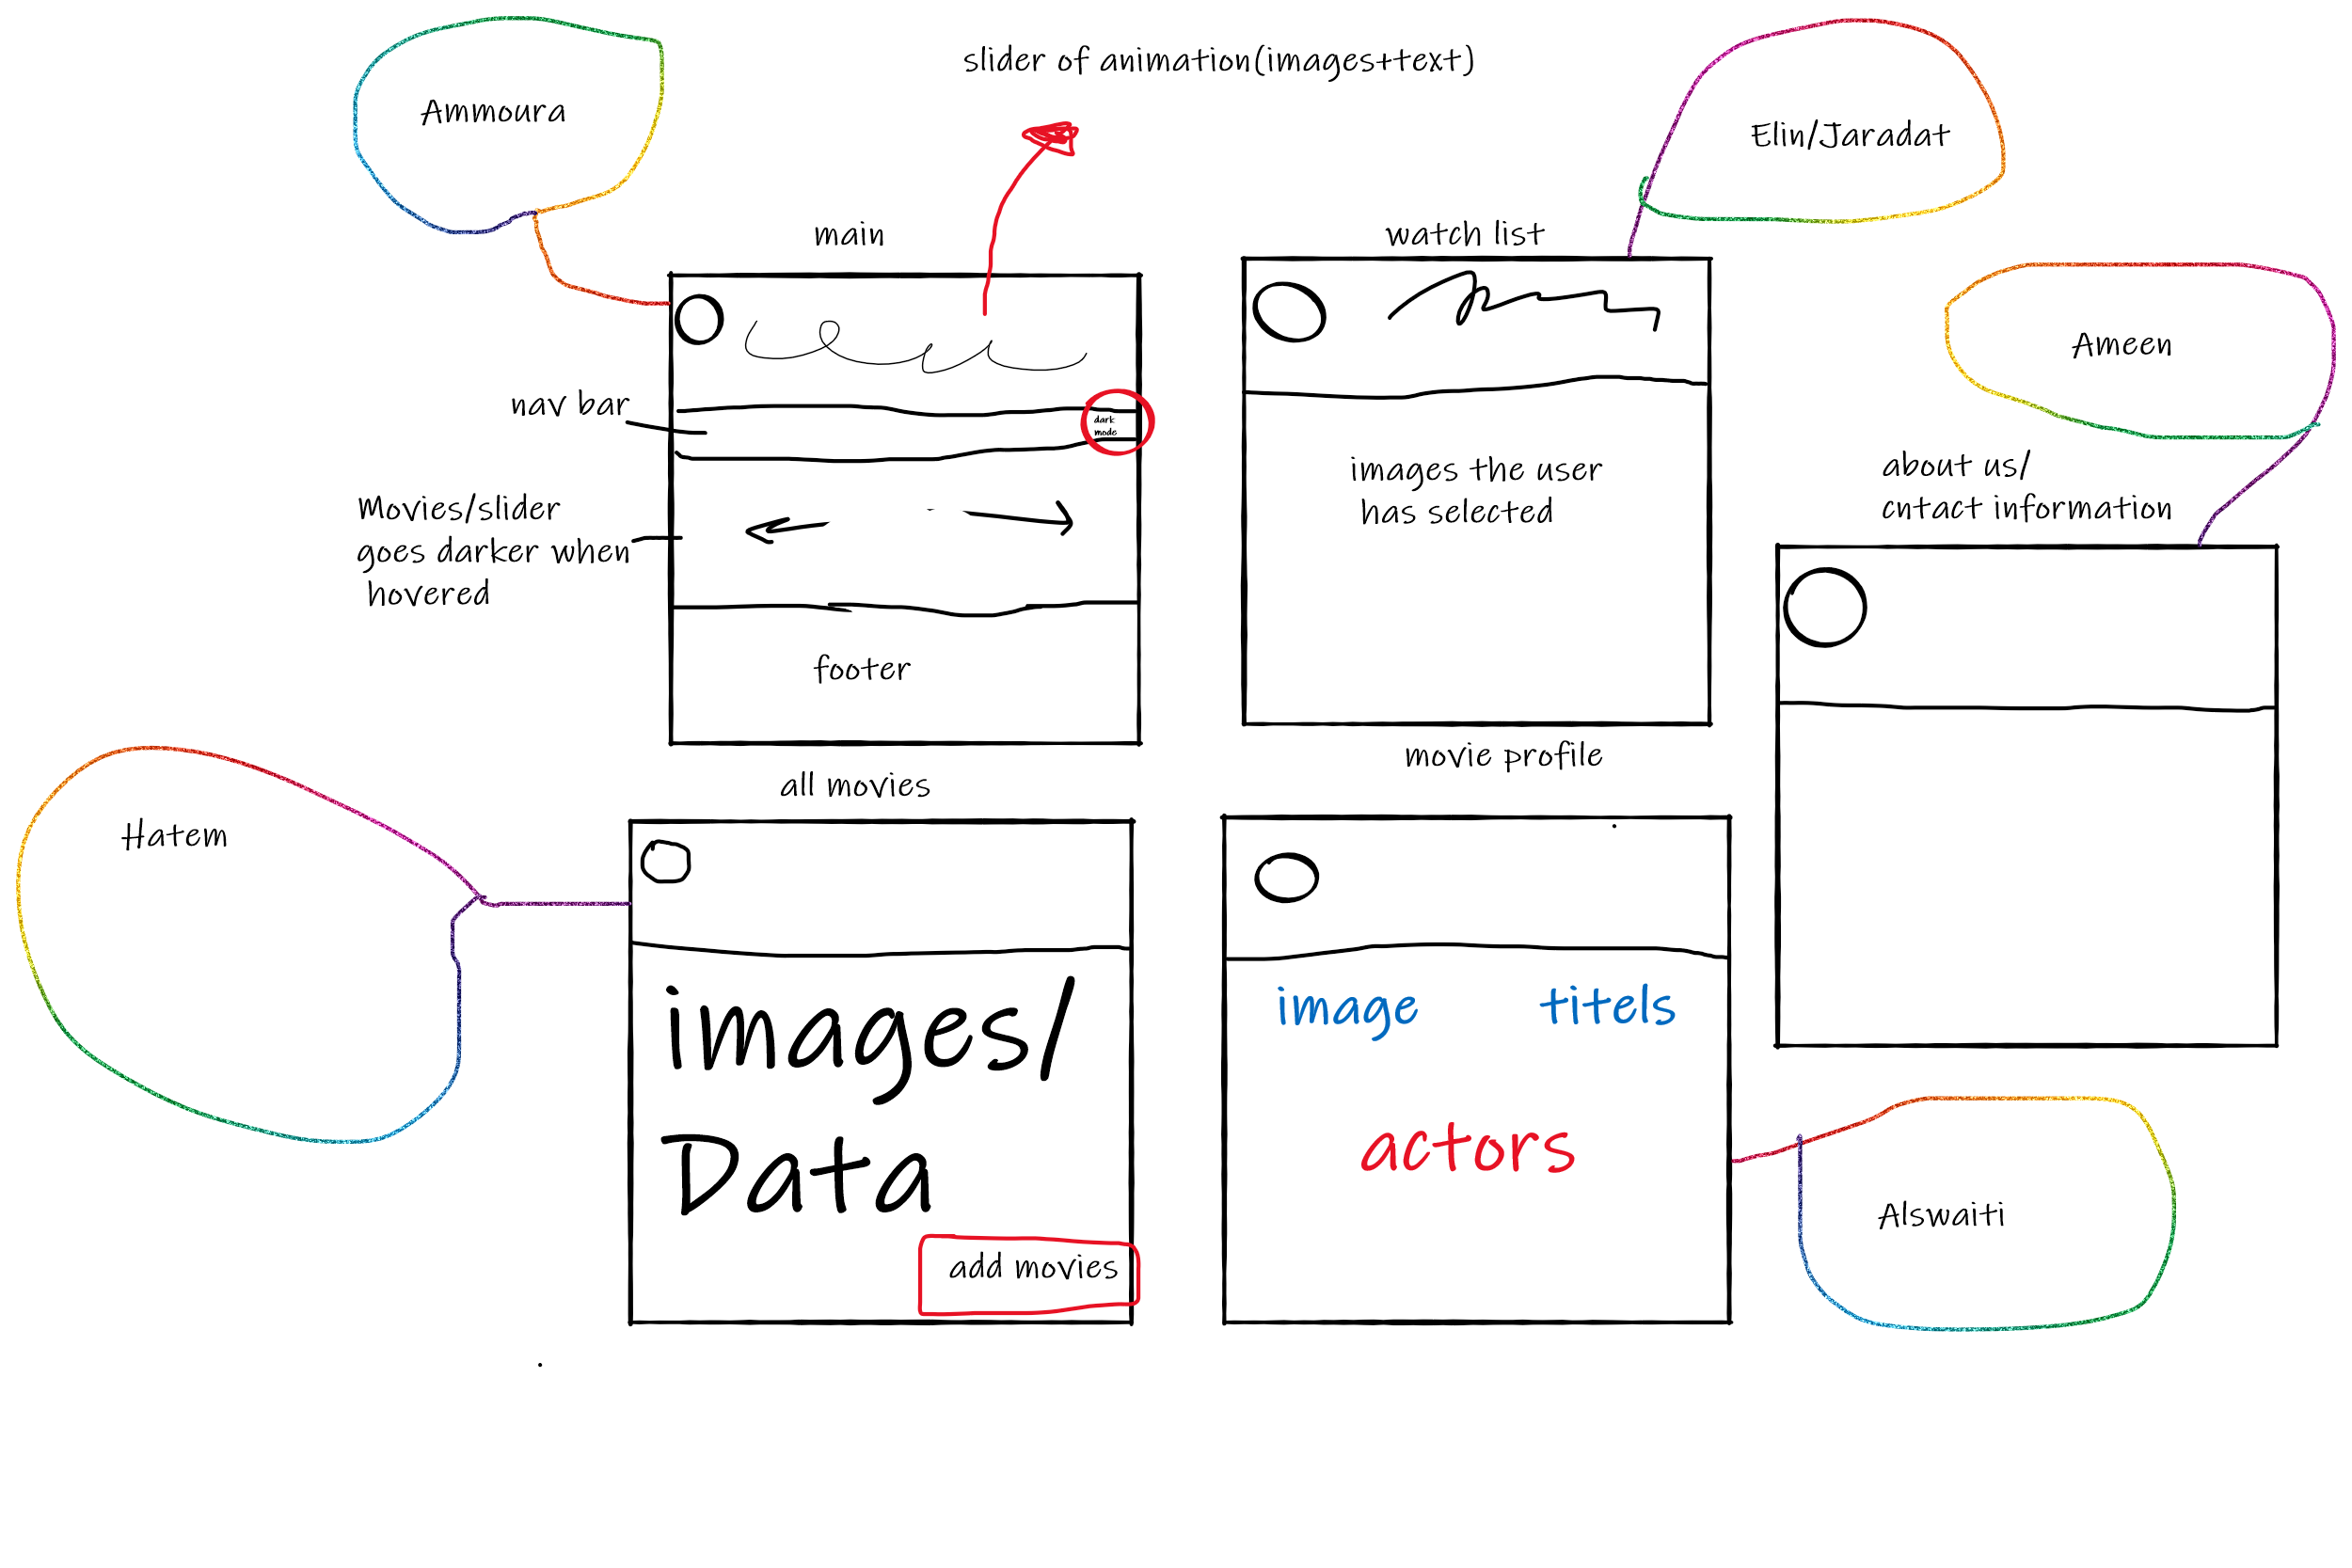 slider of animation(images+text)
Ammoura
Elin/Jaradat
main
watch list
Ameen
nav bar
dark
mode
about us/
cntact information
images the user
has selected
Movies/slider
goes darker when
hovered
footer
movie profile
all movies
Hatem
images/
Data
add movies
image
titels
actors
Alswaiti